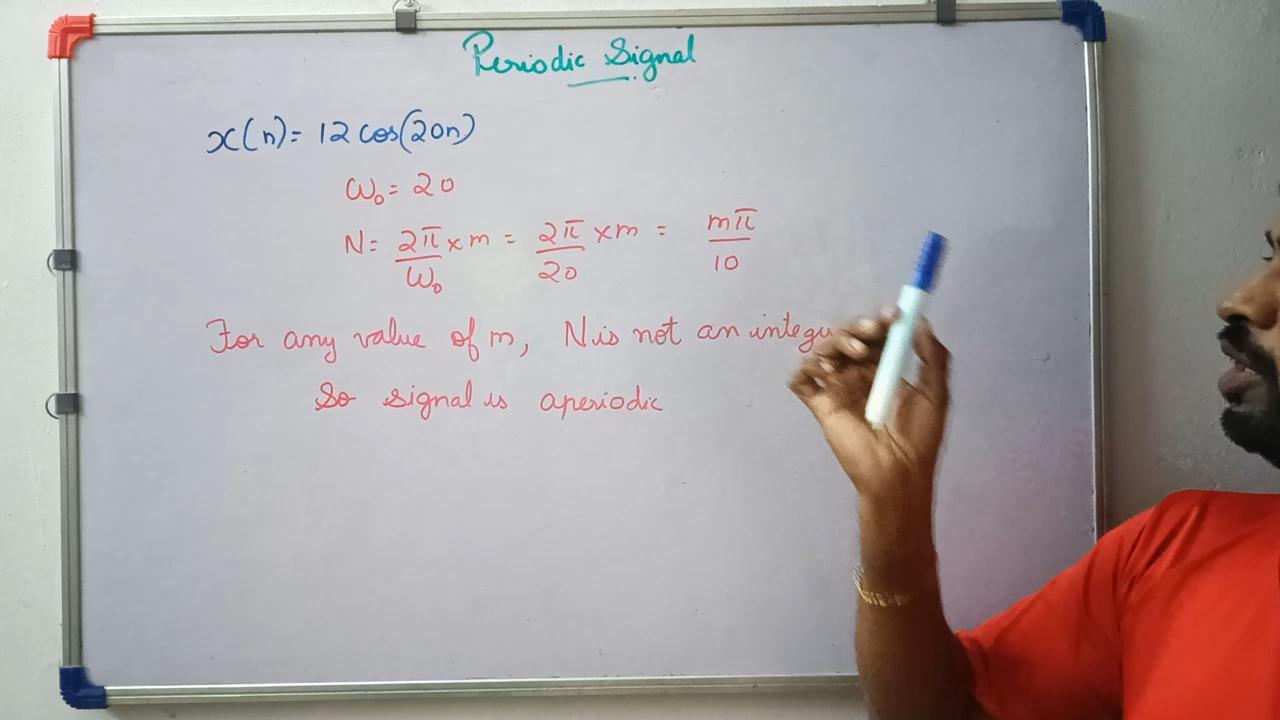 Periodic Signal
x(n)= 12 cos(20n)
ω₀= 20
N= 2π/ω₀ × m = 2π/20 × m = mπ/10
For any value of m, N is not an
So signal is aperiodic